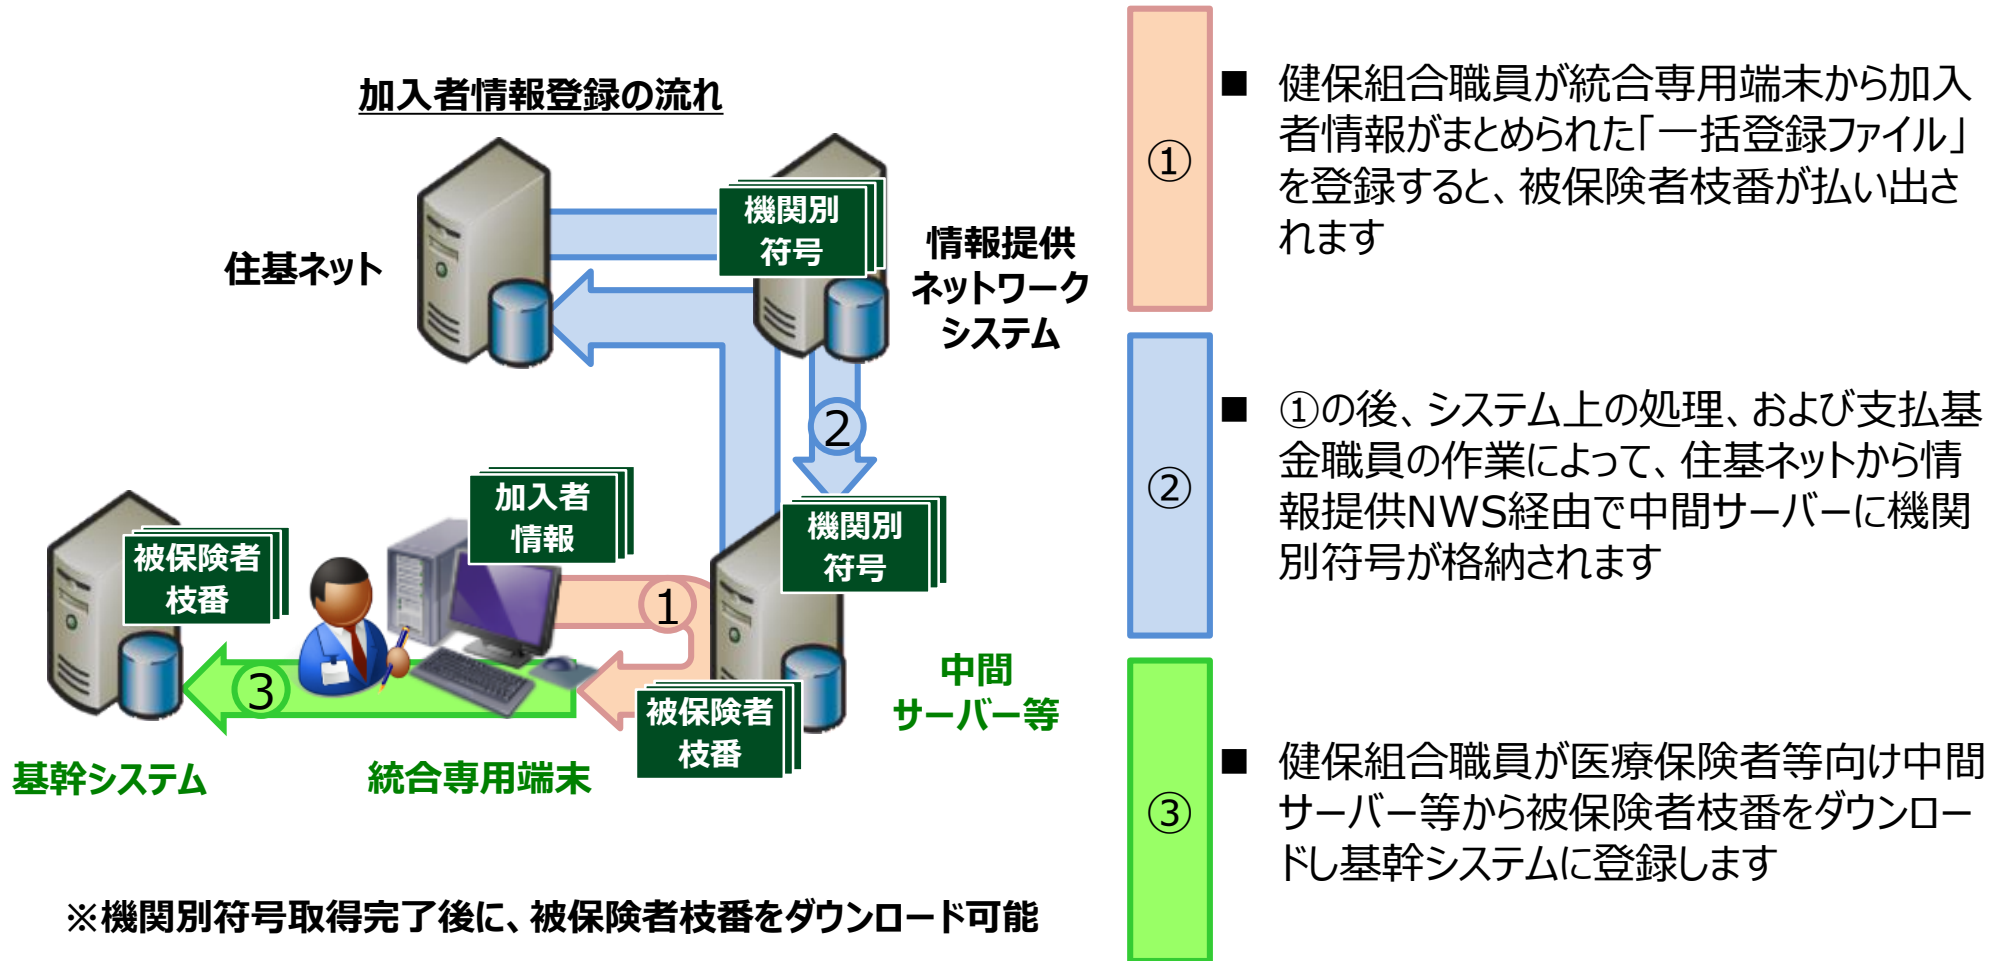 加入者情報登録の流れ
住基ネット
機関別
符号
情報提供
ネットワーク
システム
②
加入者
情報
機関別
符号
被保険者
枝番
①
③
被保険者
枝番
中間
サーバー等
基幹システム
統合専用端末
※機関別符号取得完了後に、被保険者枝番をダウンロード可能
①
■ 健保組合職員が統合専用端末から加入
者情報がまとめられた「一括登録ファイル」
を登録すると、被保険者枝番が払い出さ
れます
②
■ ①の後、システム上の処理、および支払基
金職員の作業によって、住基ネットから情
報提供NWS経由で中間サーバーに機関
別符号が格納されます
③
■ 健保組合職員が医療保険者等向け中間
サーバー等から被保険者枝番をダウンロー
ドし基幹システムに登録します